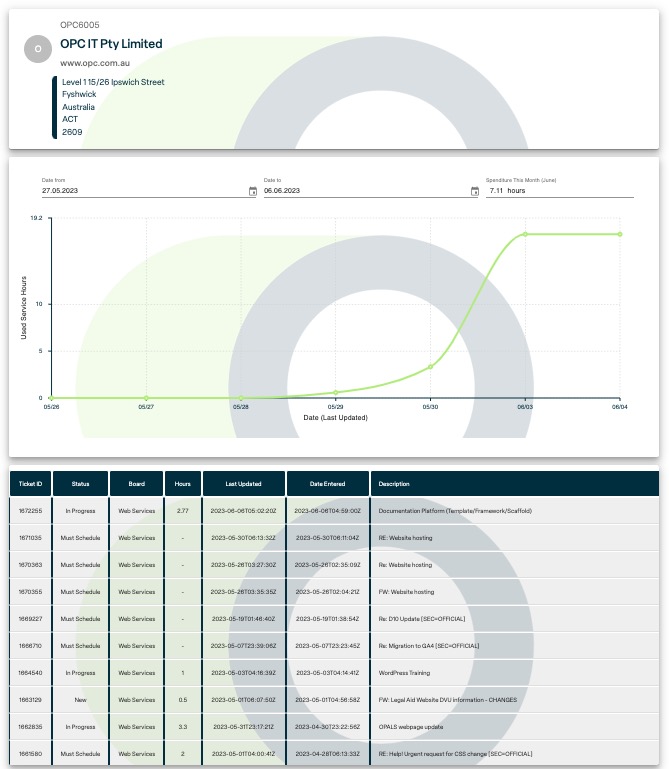 OPC6005
O
OPC IT Pty Limited
www.opc.com.au
Level 1 15/26 Ipswich Street
Fyshwick
Australia
ACT
2609
Date from
27.05.2023
Date to
06.06.2023
Spenditure This Month (June)
7.11 hours
Used Service Hours
19.2
10
5
0
05/26 05/27 05/28 05/29 05/30 06/03 06/04
Date (Last Updated)
Ticket ID Status Board Hours Last Updated Date Entered Description
1672255 In Progress Web Services 2.77 2023-06-06T05:02:20Z 2023-06-06T04:59:00Z Documentation Platform (Template/Framework/Scaffold)
1671035 Must Schedule Web Services - 2023-05-30T06:13:32Z 2023-05-30T06:11:04Z RE: Website hosting
1670363 Must Schedule Web Services - 2023-05-26T03:27:30Z 2023-05-26T02:35:09Z Re: Website hosting
1670355 Must Schedule Web Services - 2023-05-26T03:35:35Z 2023-05-26T02:04:21Z FW: Website hosting
1669227 Must Schedule Web Services - 2023-05-19T01:46:40Z 2023-05-19T01:38:54Z Re: D10 Update [SEC=OFFICIAL]
1666710 Must Schedule Web Services - 2023-05-07T23:39:06Z 2023-05-07T23:23:45Z Re: Migration to GA4 [SEC=OFFICIAL]
1664540 In Progress Web Services 1 2023-05-03T04:16:39Z 2023-05-03T04:14:41Z WordPress Training
1663129 New Web Services 0.5 2023-05-01T06:07:50Z 2023-05-01T04:56:58Z FW: Legal Aid Website DVU information - CHANGES
1662835 In Progress Web Services 3.3 2023-05-31T23:17:21Z 2023-04-30T23:22:56Z OPALS webpage update
1661580 Must Schedule Web Services 2 2023-05-01T04:00:41Z 2023-04-28T06:13:33Z RE: Help! Urgent request for CSS change [SEC=OFFICIAL]